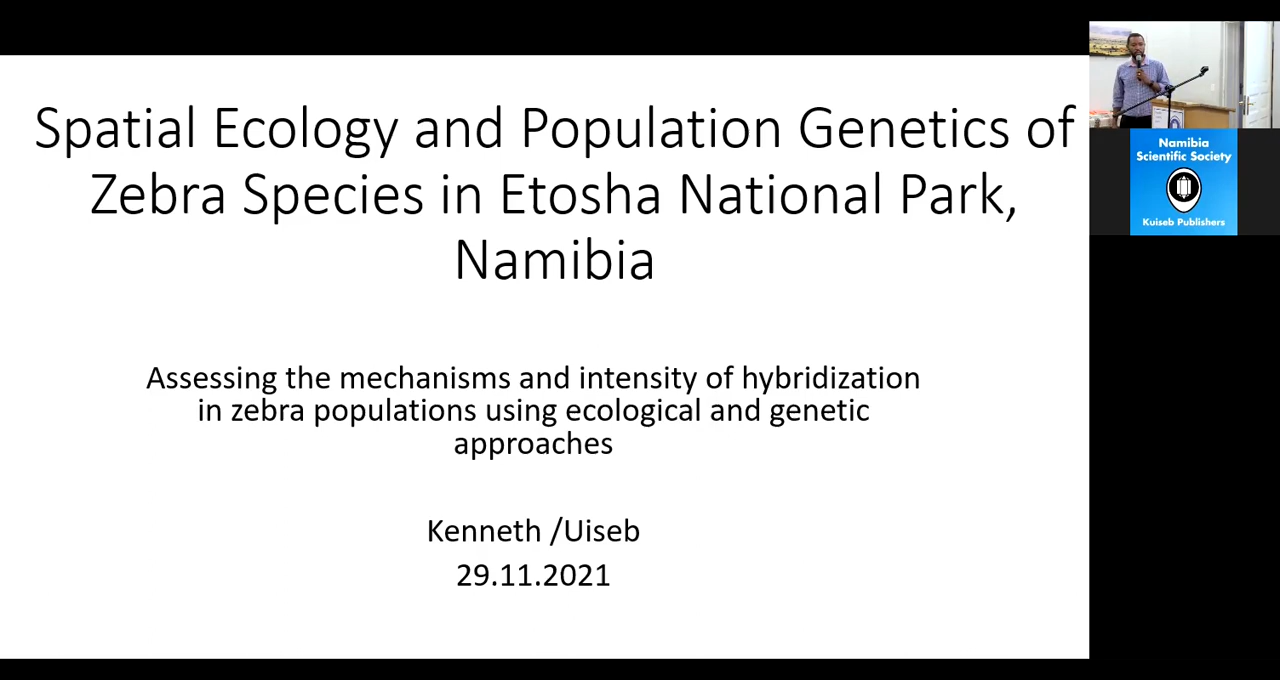 Spatial Ecology and Population Genetics of
Zebra Species in Etosha National Park,
Namibia
Assessing the mechanisms and intensity of hybridization
in zebra populations using ecological and genetic
approaches
Kenneth /Uiseb
29.11.2021
Namibia
Scientific Society
Kuiseb Publishers